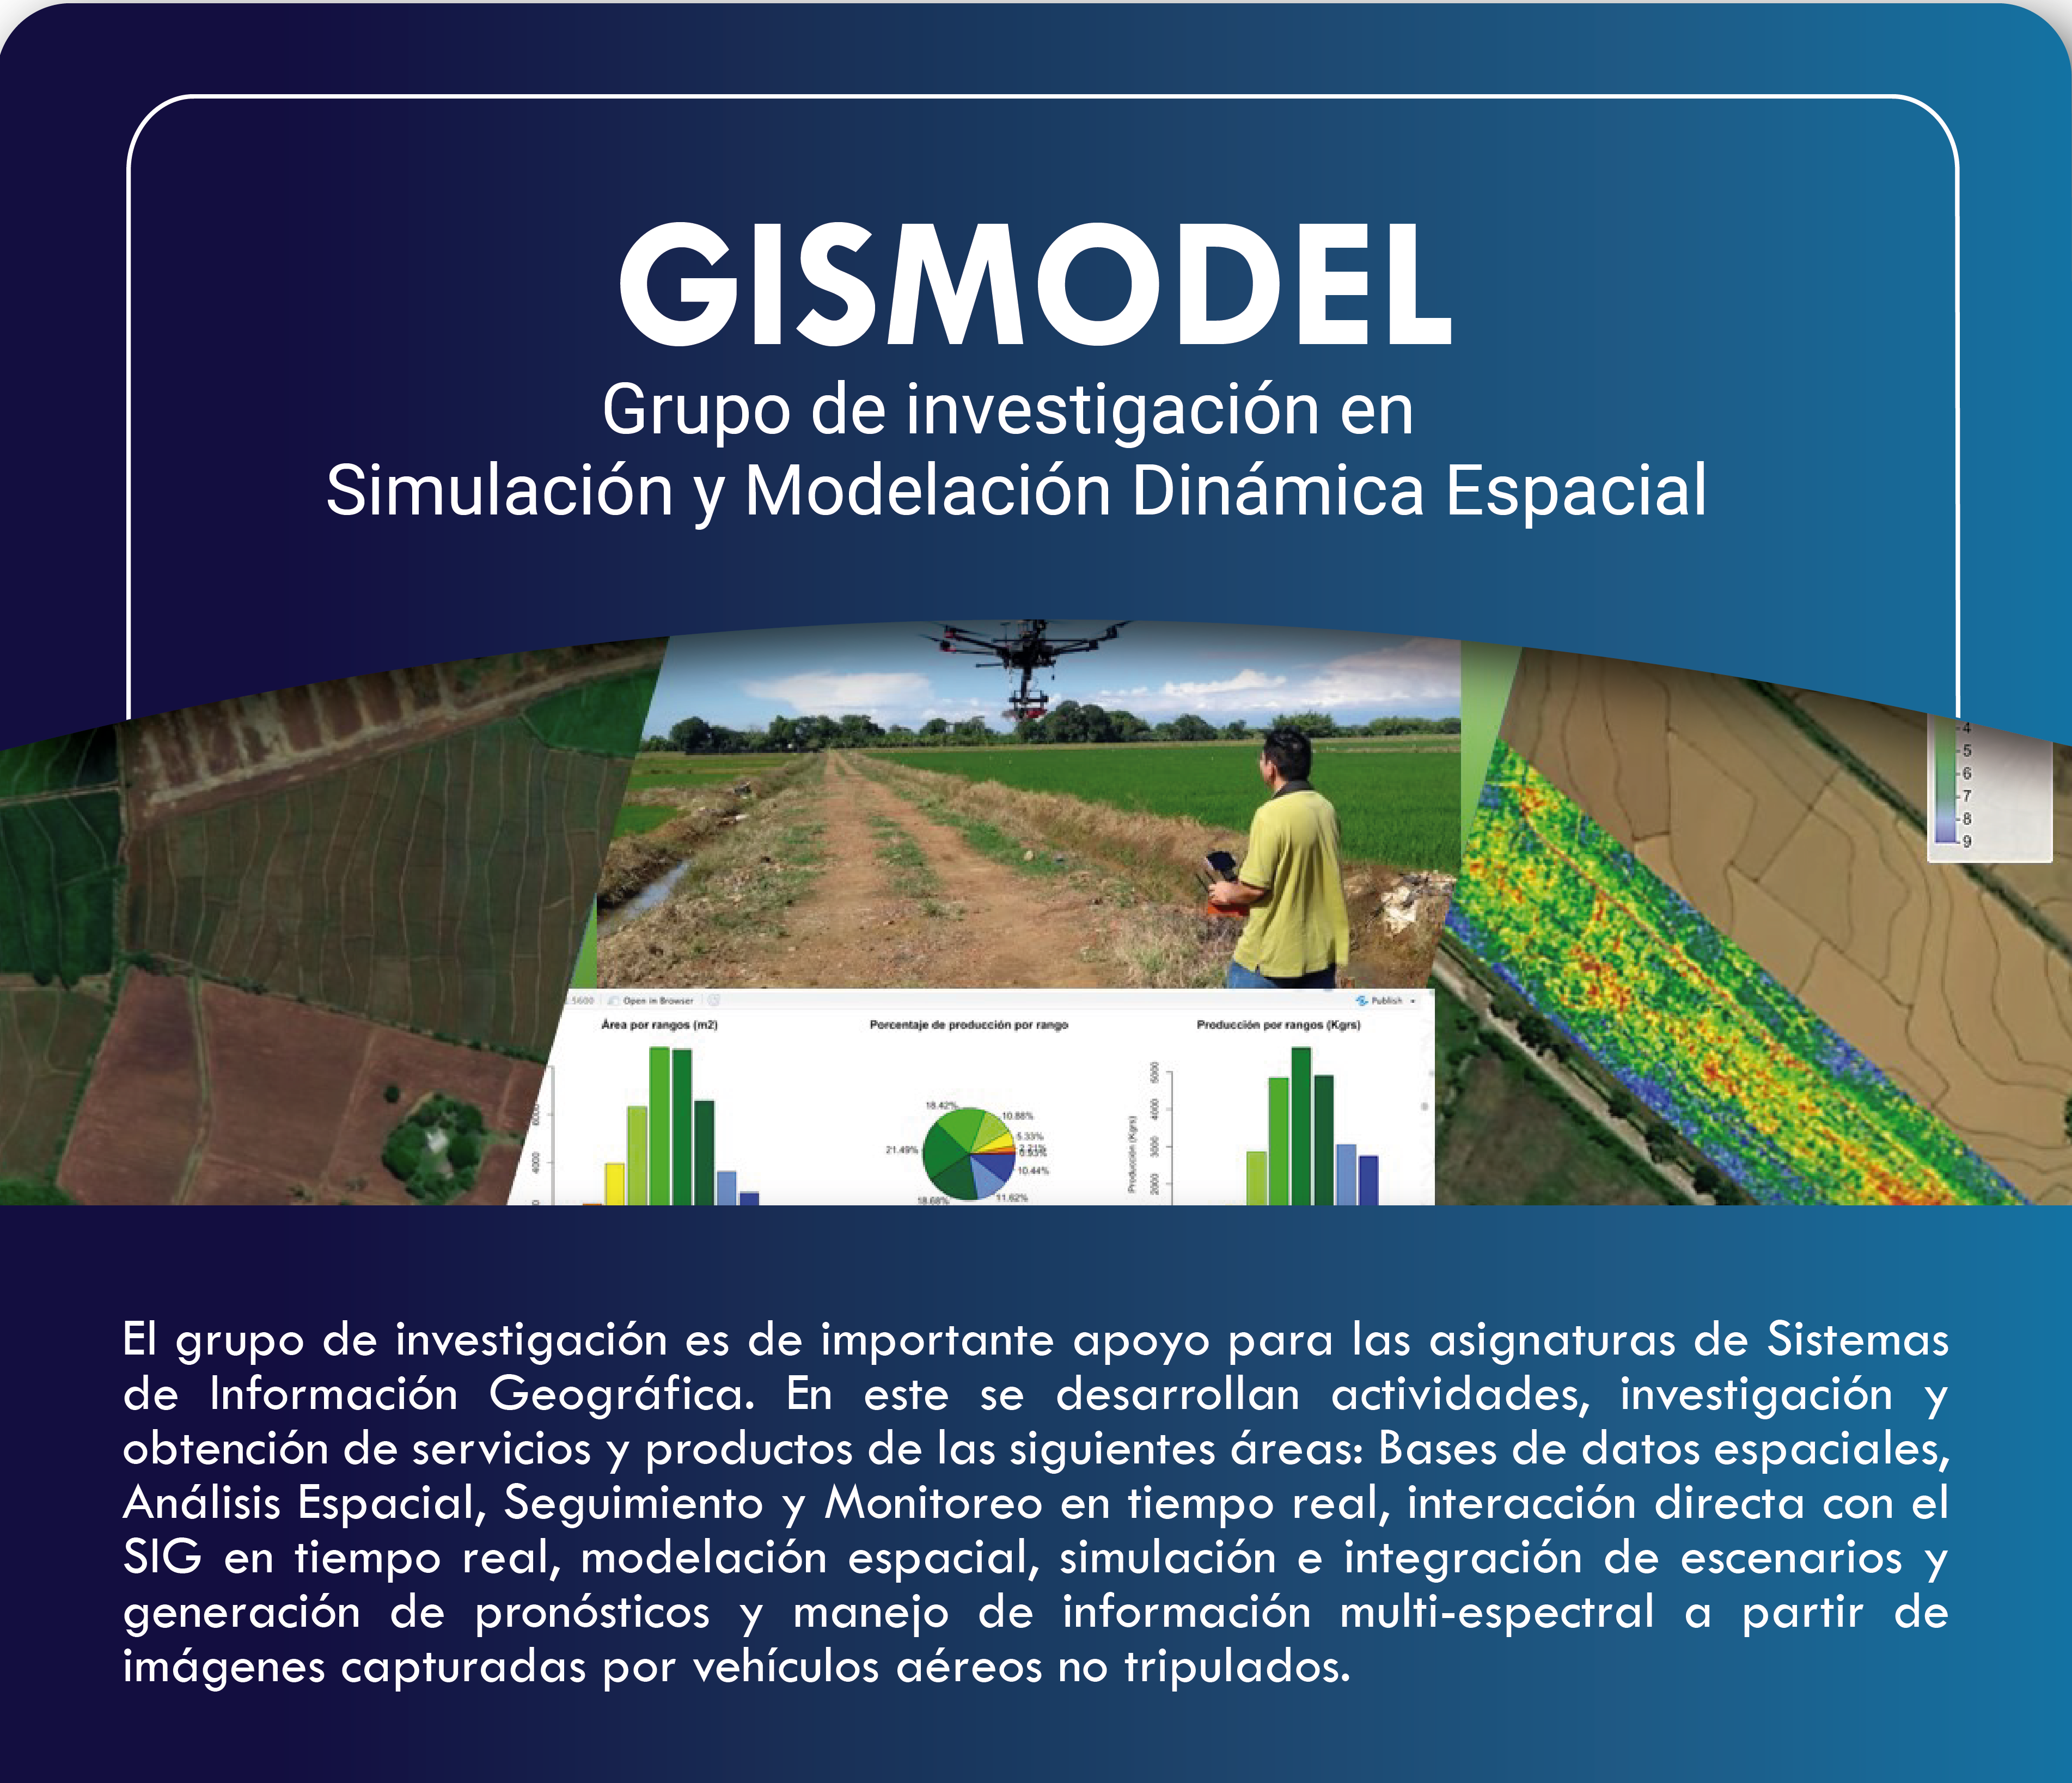 GISMODEL
Grupo de investigación en
Simulación y Modelación Dinámica Espacial
4
5
6
7
8
9
:5600 Open in Browser Publish
Área por rangos (m2) Porcentaje de producción por rango Producción por rangos (Kgrs)
18.42% 10.88%
5.33%
21.49%
10.44%
18.68% 11.62%
6000
4000
Producción (Kgrs)
5000
4000
3000
2000
El grupo de investigación es de importante apoyo para las asignaturas de Sistemas
de Información Geográfica. En este se desarrollan actividades, investigación y
obtención de servicios y productos de las siguientes áreas: Bases de datos espaciales,
Análisis Espacial, Seguimiento y Monitoreo en tiempo real, interacción directa con el
SIG en tiempo real, modelación espacial, simulación e integración de escenarios y
generación de pronósticos y manejo de información multi-espectral a partir de
imágenes capturadas por vehículos aéreos no tripulados.